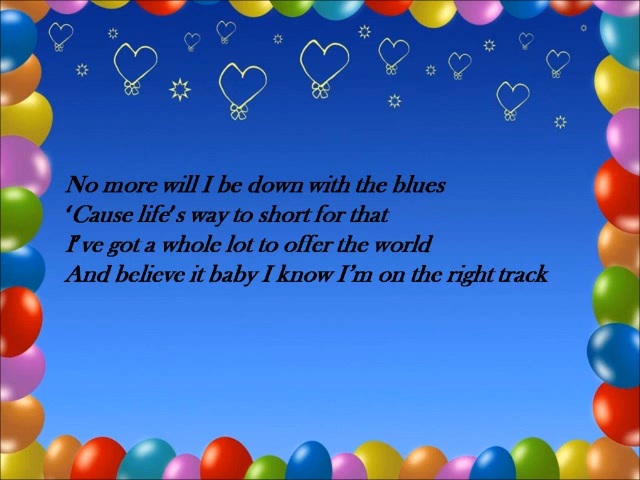 No more will I be down with the blues
‘Cause life’s way to short for that
I’ve got a whole lot to offer the world
And believe it baby I know I’m on the right track